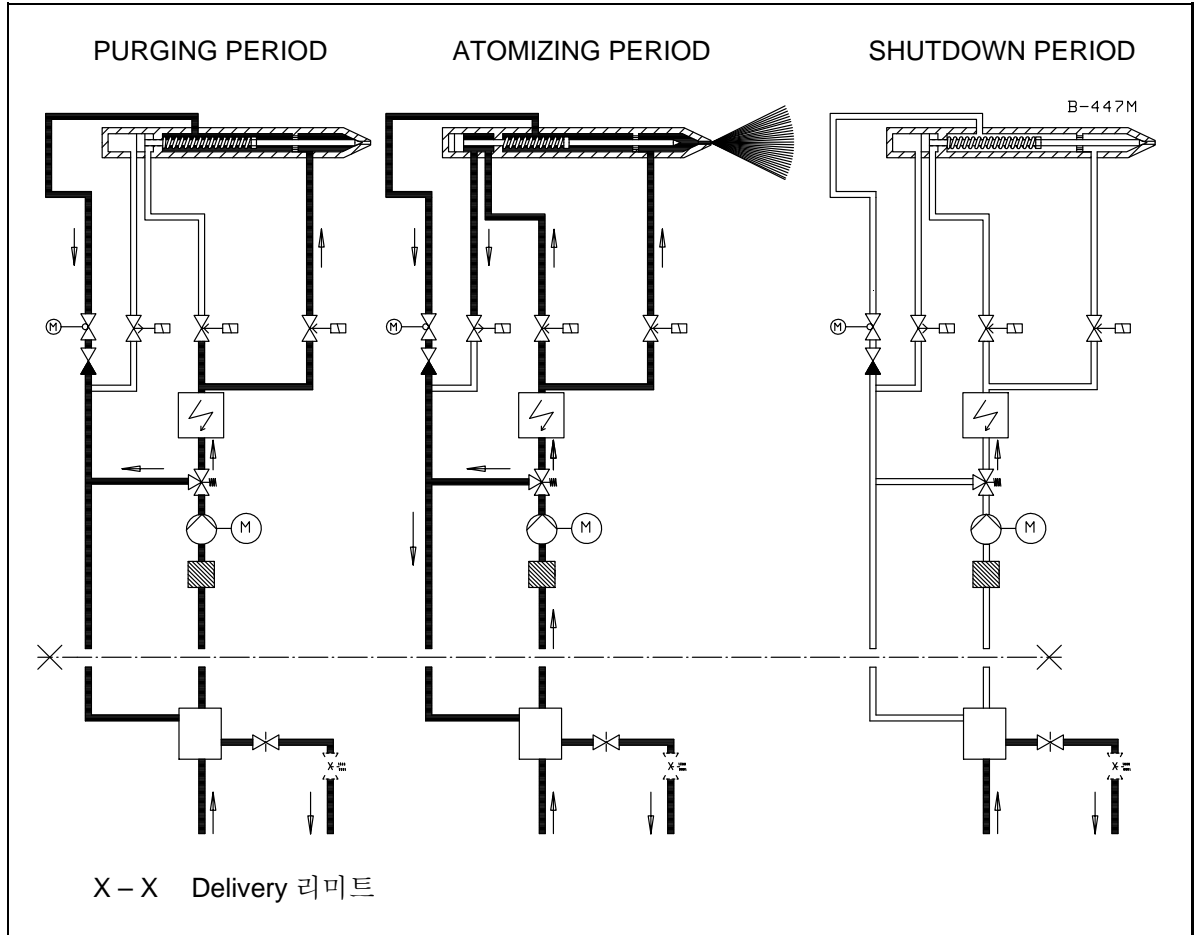 PURGING PERIOD
ATOMIZING PERIOD
SHUTDOWN PERIOD
B-447M
M
M
M
M
M
M
X – X Delivery 리미트